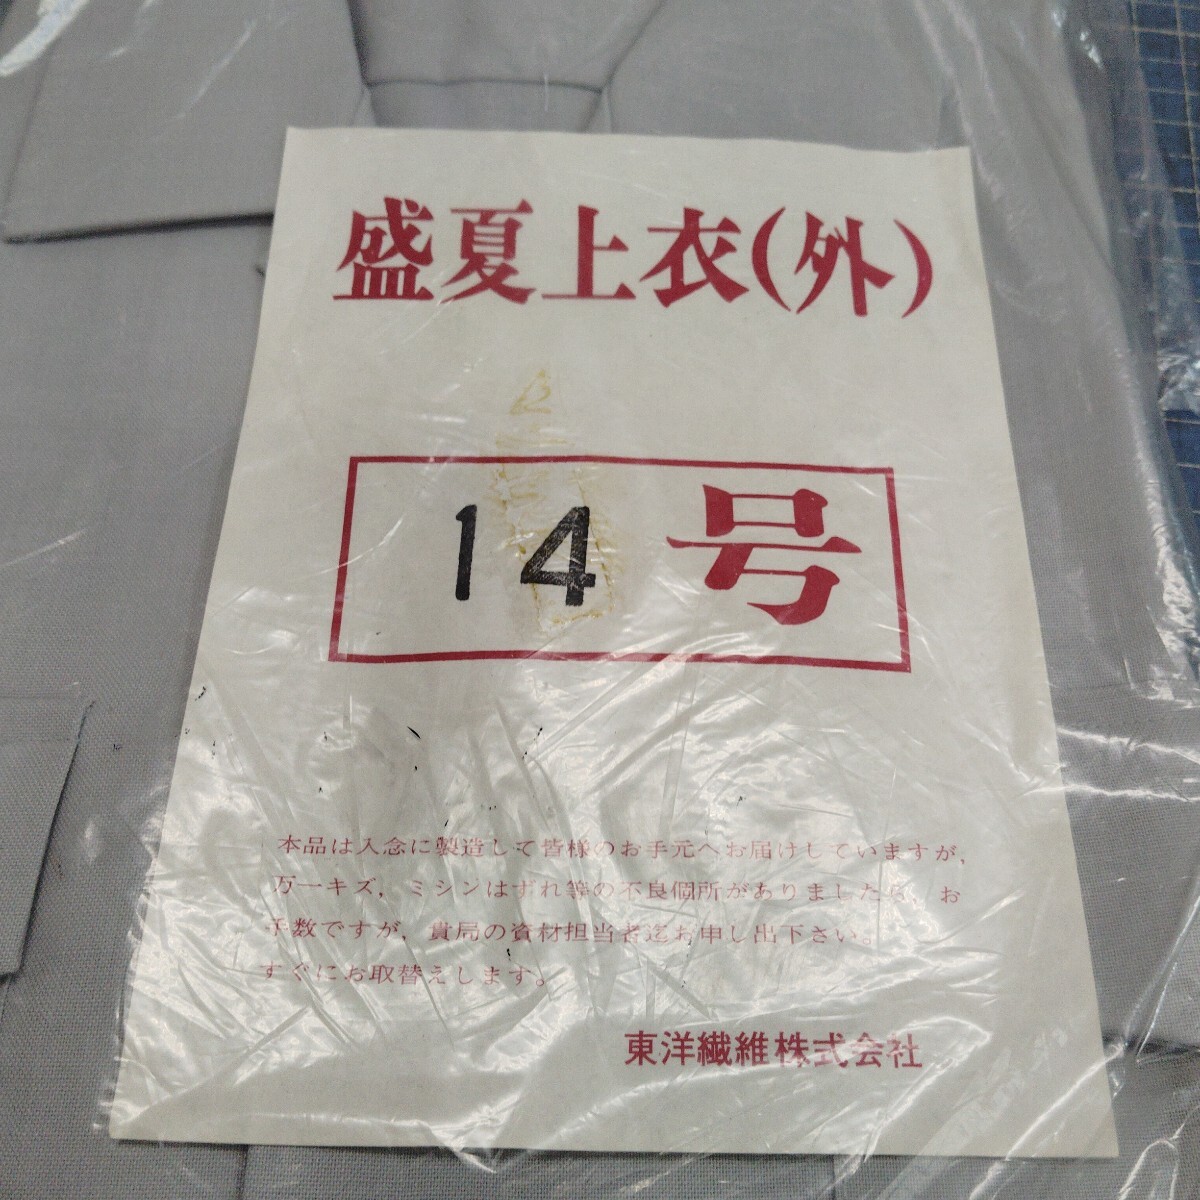 盛夏上衣(外)
14 号
本品は入念に製造して皆様のお手元へお届けしていますが,
万一キズ, ミシンはずれ等の不良個所がありましたら, お
手数ですが, 貴局の資材担当者迄お申し出下さい。
すぐにお取替えします。
東洋繊維株式会社